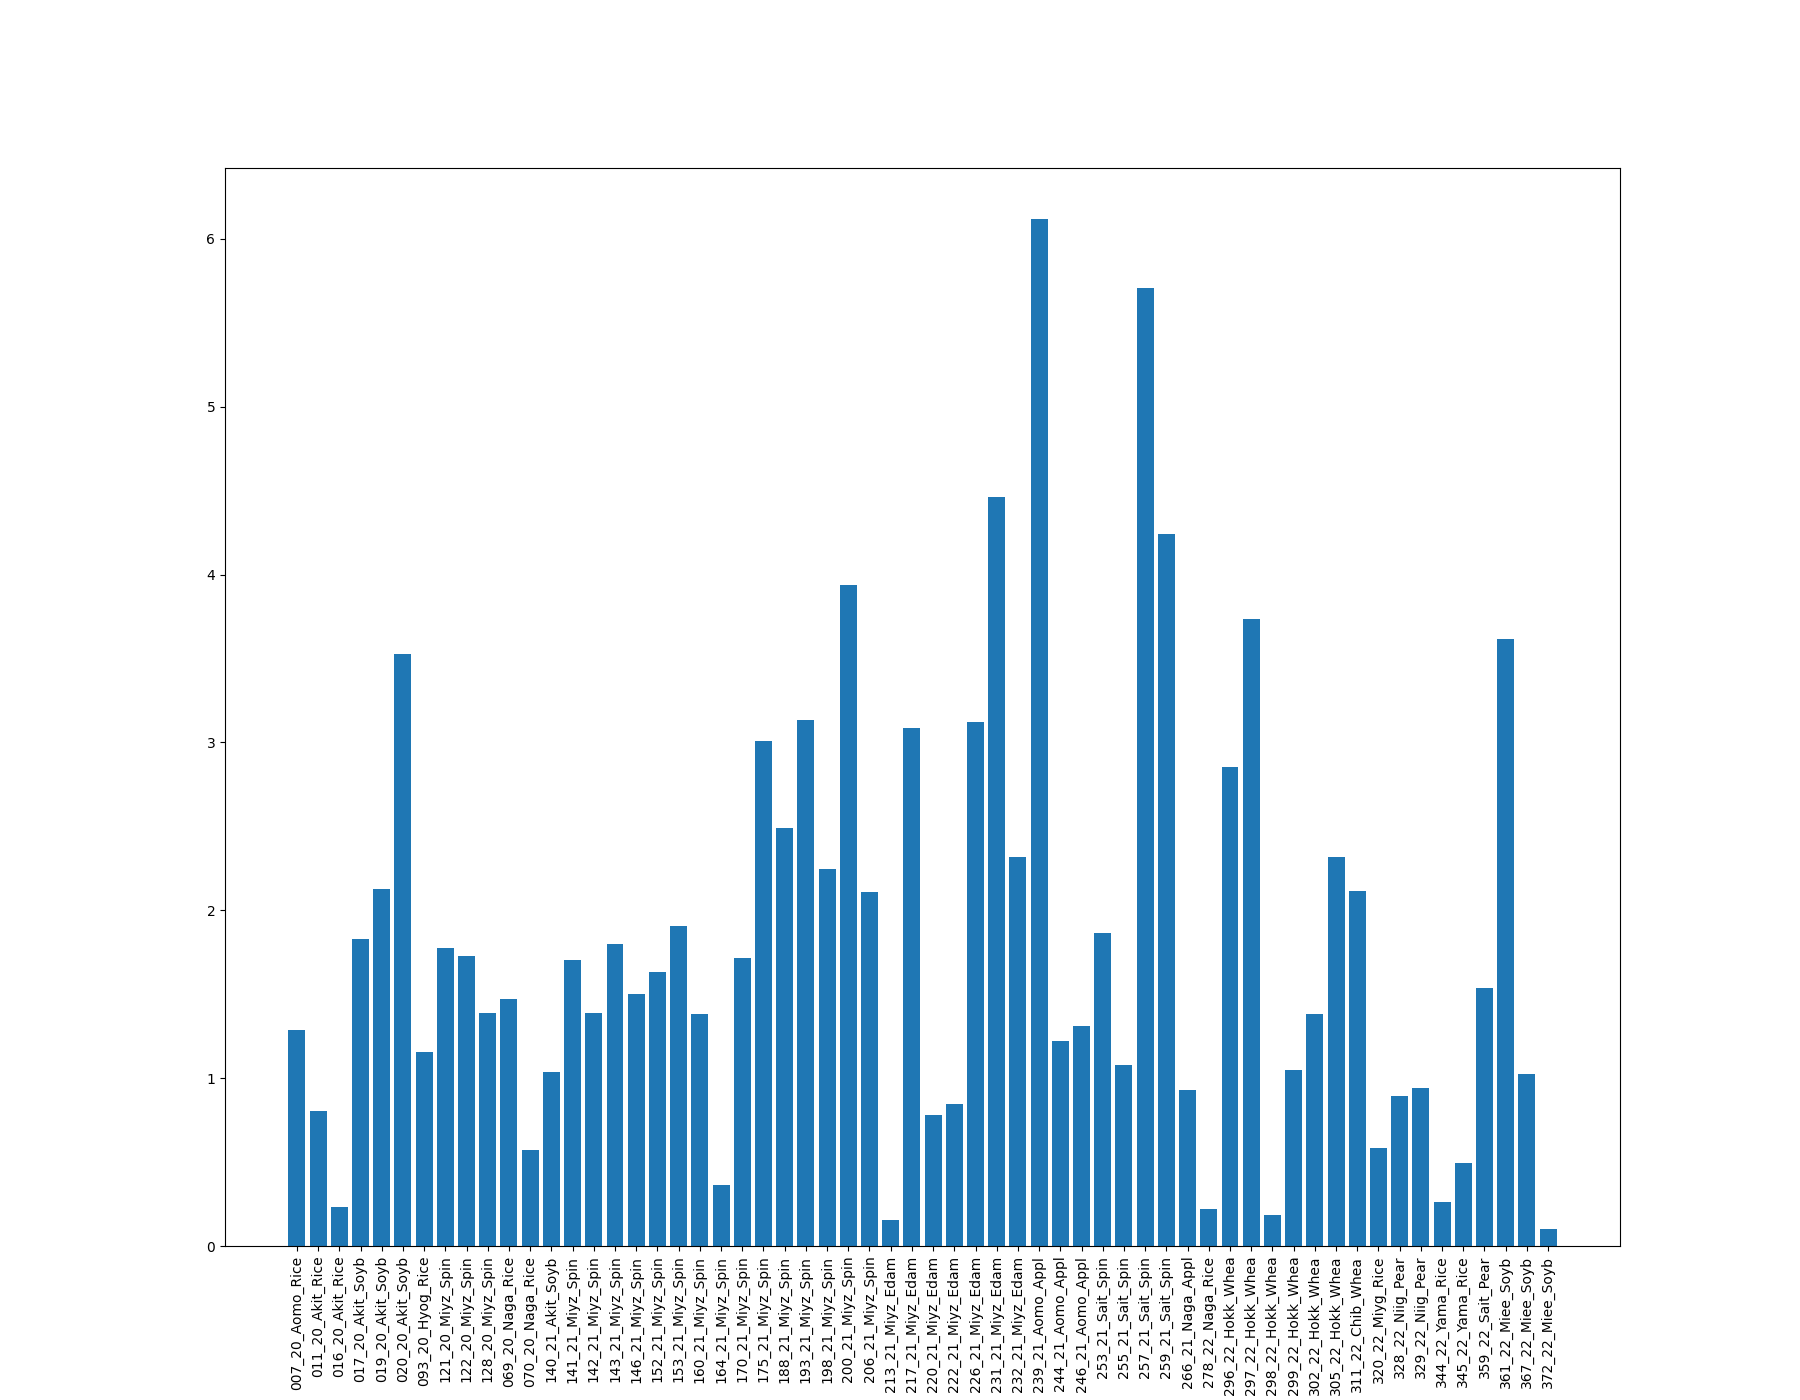 6
5
4
3
2
1
0
007_20_Aomo_Rice
011_20_Akit_Rice
016_20_Akit_Rice
017_20_Akit_Soyb
019_20_Akit_Soyb
020_20_Akit_Soyb
093_20_Hyog_Rice
121_20_Miyz_Spin
122_20_Miyz_Spin
128_20_Miyz_Spin
069_20_Naga_Rice
070_20_Naga_Rice
140_21_Akit_Soyb
141_21_Miyz_Spin
142_21_Miyz_Spin
143_21_Miyz_Spin
146_21_Miyz_Spin
152_21_Miyz_Spin
153_21_Miyz_Spin
160_21_Miyz_Spin
164_21_Miyz_Spin
170_21_Miyz_Spin
175_21_Miyz_Spin
188_21_Miyz_Spin
193_21_Miyz_Spin
198_21_Miyz_Spin
200_21_Miyz_Spin
206_21_Miyz_Spin
213_21_Miyz_Edam
217_21_Miyz_Edam
220_21_Miyz_Edam
222_21_Miyz_Edam
226_21_Miyz_Edam
231_21_Miyz_Edam
232_21_Miyz_Edam
239_21_Aomo_Appl
244_21_Aomo_Appl
246_21_Aomo_Appl
253_21_Sait_Spin
255_21_Sait_Spin
257_21_Sait_Spin
259_21_Sait_Spin
266_21_Naga_Appl
278_22_Naga_Rice
296_22_Hokk_Whea
297_22_Hokk_Whea
298_22_Hokk_Whea
299_22_Hokk_Whea
302_22_Hokk_Whea
305_22_Hokk_Whea
311_22_Chib_Whea
320_22_Miyg_Rice
328_22_Niig_Pear
329_22_Niig_Pear
344_22_Yama_Rice
345_22_Yama_Rice
359_22_Sait_Pear
361_22_Miee_Soyb
367_22_Miee_Soyb
372_22_Miee_Soyb